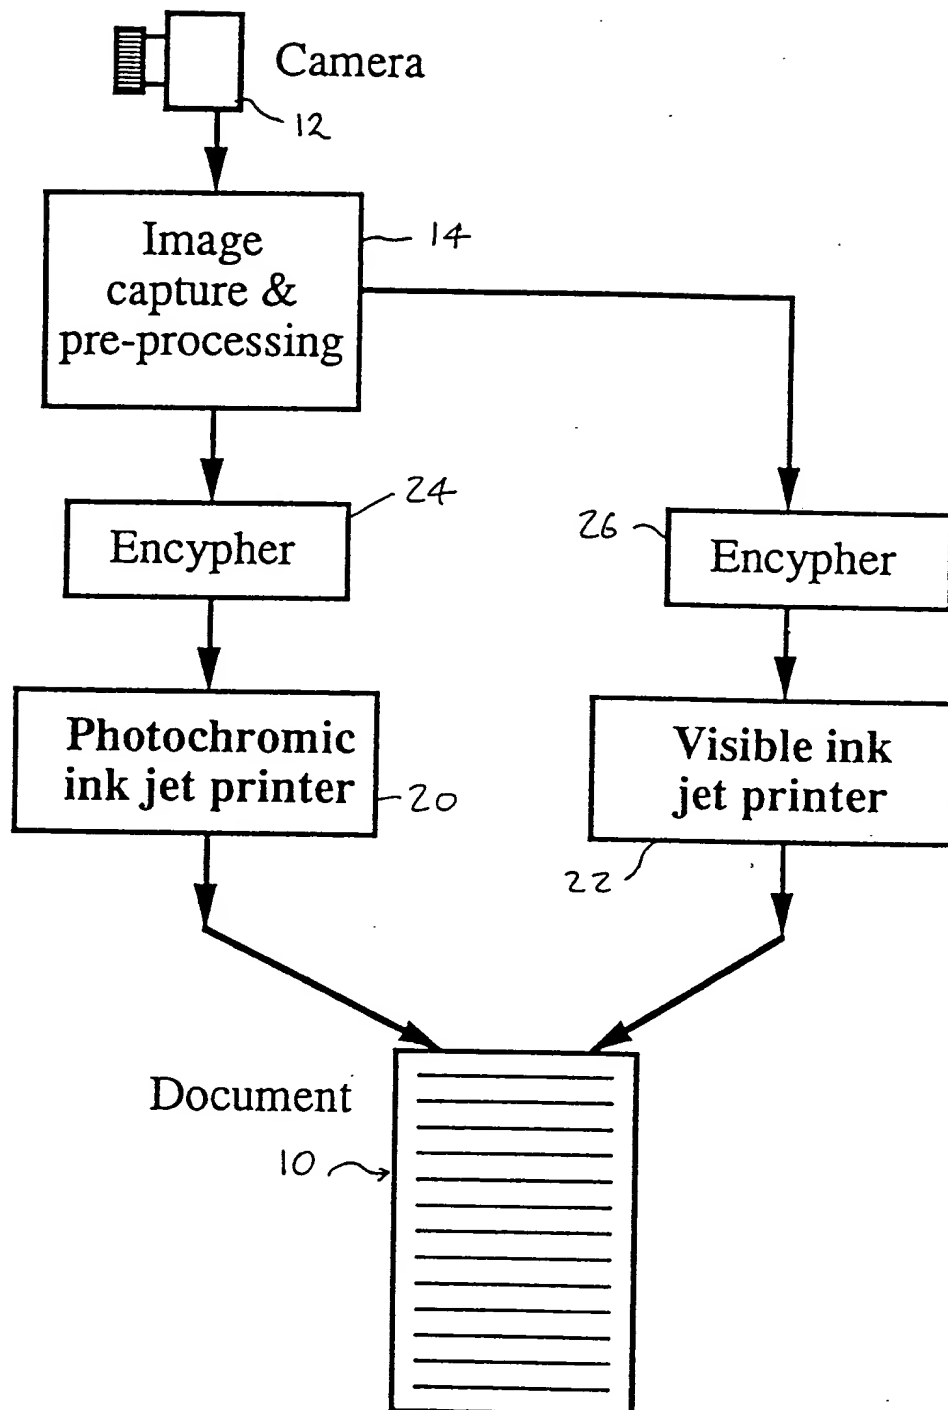 Camera
12
Image
capture &
pre-processing
14
24
Encypher
26
Encypher
Photochromic
ink jet printer
20
Visible ink
jet printer
22
Document
10